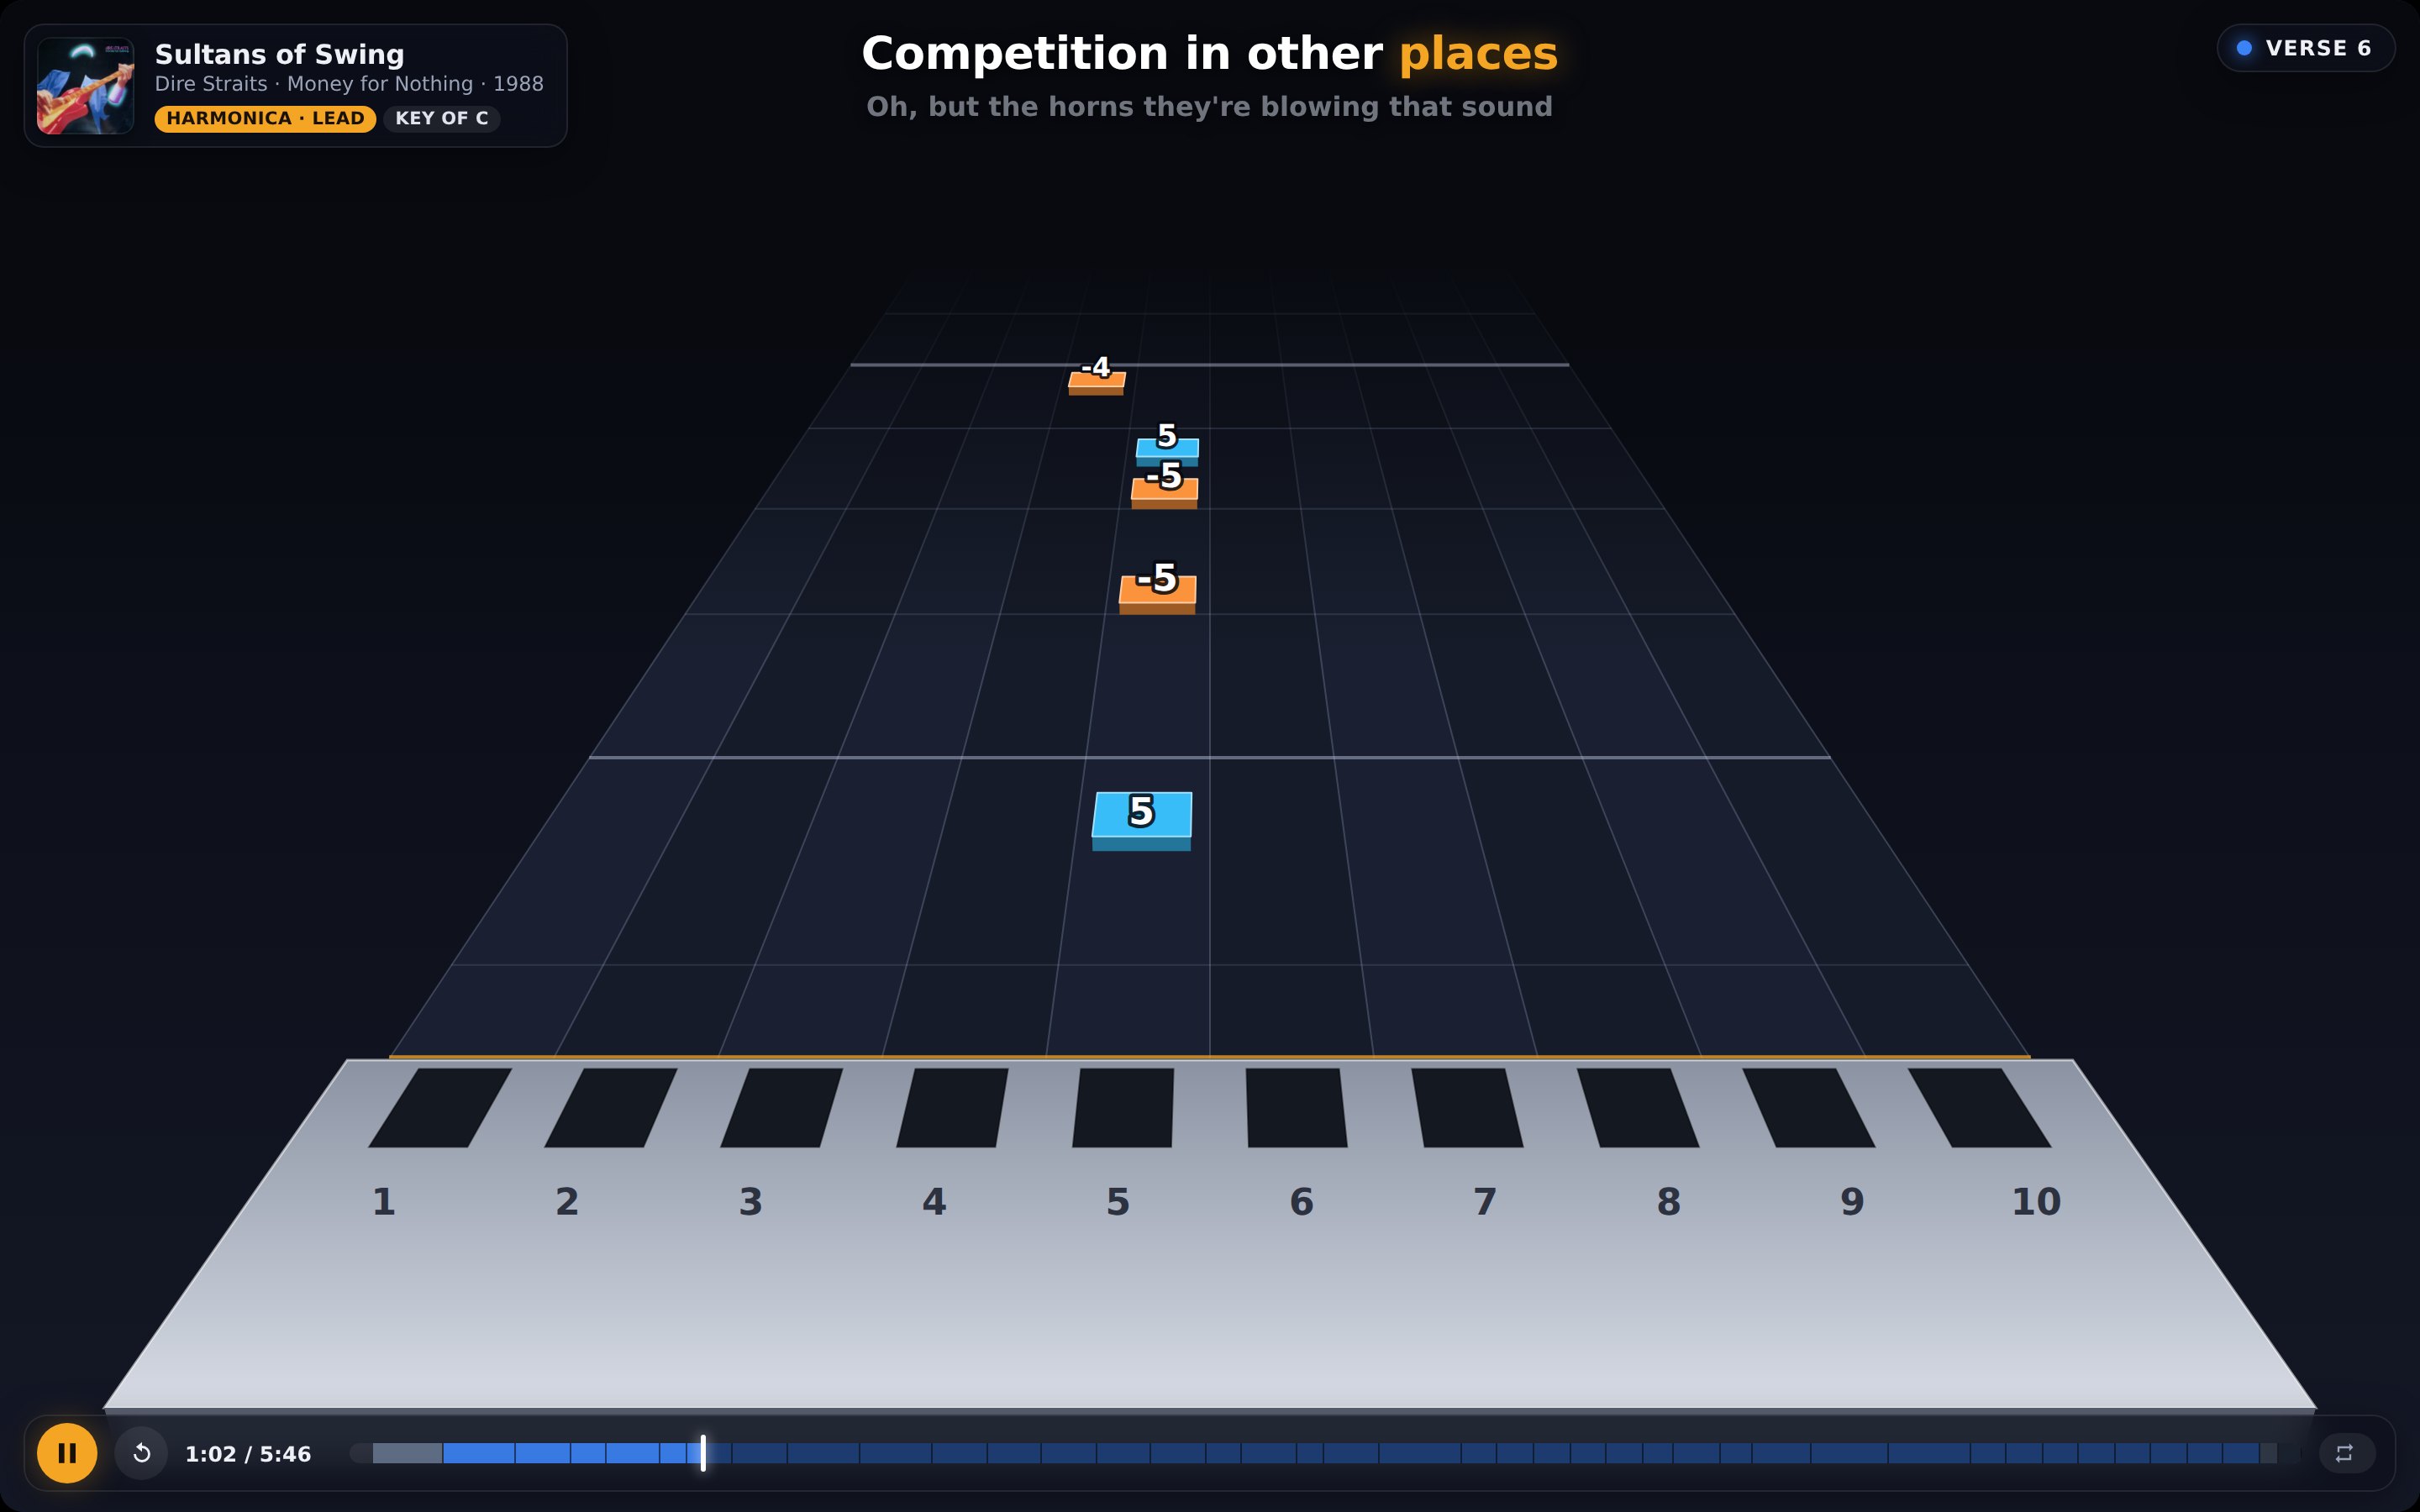 Sultans of Swing
Dire Straits · Money for Nothing · 1988
HARMONICA · LEAD
KEY OF C
Competition in other places
Oh, but the horns they're blowing that sound
VERSE 6
-4
5
-5
-5
5
1 2 3 4 5 6 7 8 9 10
1:02 / 5:46